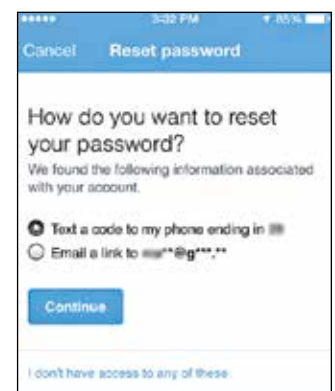 3:02 PM 85%
Cancel Reset password
How do you want to reset
your password?
We found the following information associated
with your account.
Text a code to my phone ending in
Email a link to **@g***.**
Continue
I don't have access to any of these